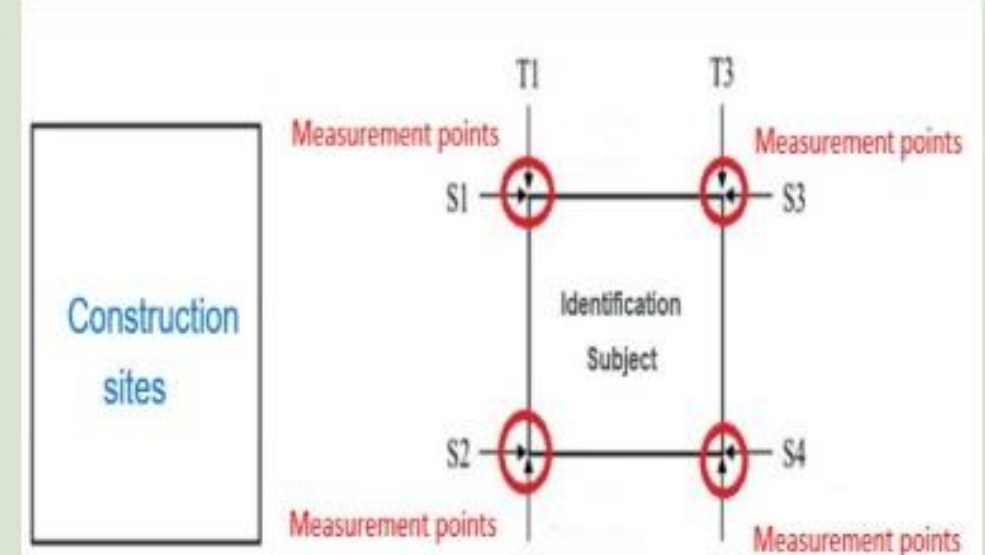 T1
T3
Measurement points
Measurement points
S1
S3
Construction
sites
Identification
Subject
S2
S4
Measurement points
Measurement points